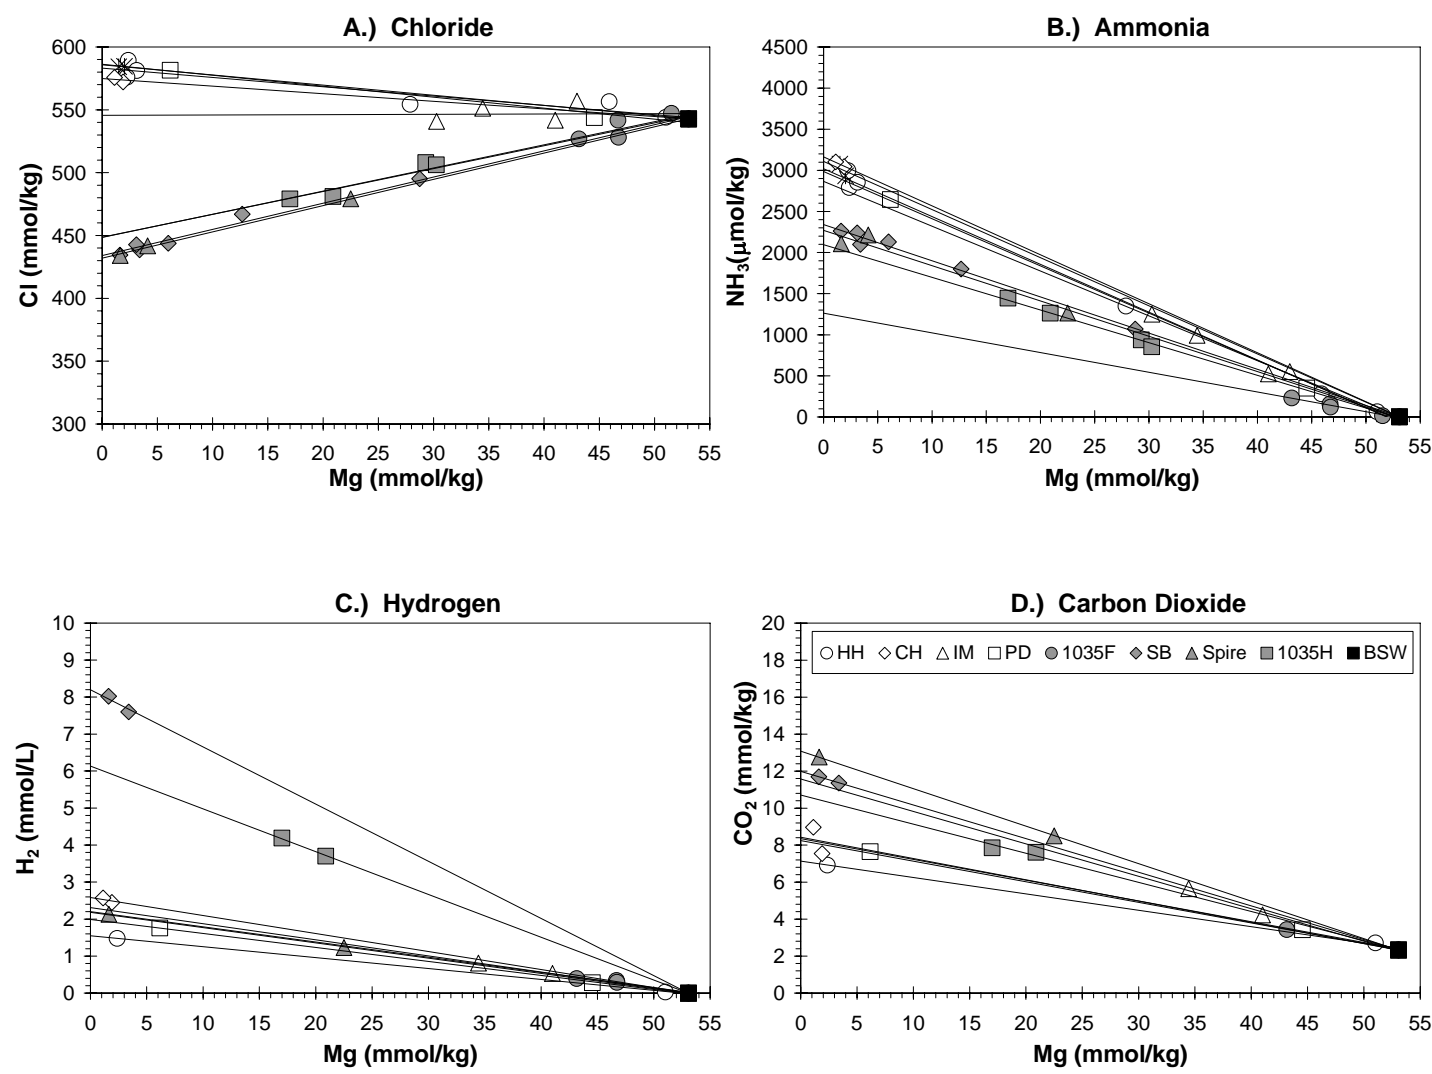 A.) Chloride
600
550
500
450
400
350
300
Cl (mmol/kg)
0 5 10 15 20 25 30 35 40 45 50 55
Mg (mmol/kg)
B.) Ammonia
4500
4000
3500
3000
2500
2000
1500
1000
500
0
NH3(μmol/kg)
0 5 10 15 20 25 30 35 40 45 50 55
Mg (mmol/kg)
C.) Hydrogen
10
9
8
7
6
5
4
3
2
1
0
H2 (mmol/L)
0 5 10 15 20 25 30 35 40 45 50 55
Mg (mmol/kg)
D.) Carbon Dioxide
20
18
16
14
12
10
8
6
4
2
0
CO2 (mmol/kg)
HH CH IM PD 1035F SB Spire 1035H BSW
0 5 10 15 20 25 30 35 40 45 50 55
Mg (mmol/kg)